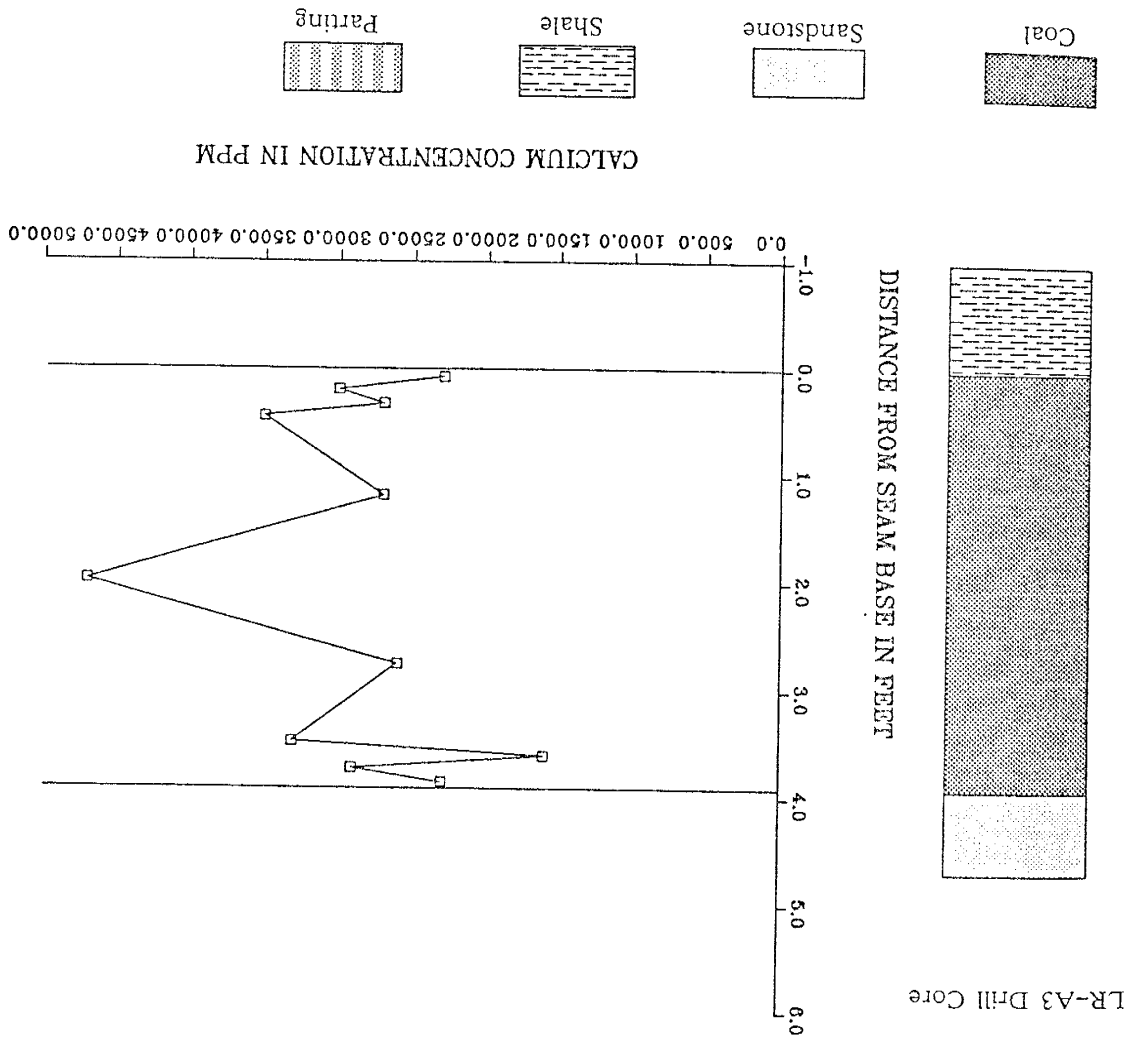 LR-A3 Drill Core
6.0
5.0
4.0
3.0
2.0
1.0
0.0
-1.0
DISTANCE FROM SEAM BASE IN FEET
0.0 500.0 1000.0 1500.0 2000.0 2500.0 3000.0 3500.0 4000.0 4500.0 5000.0
CALCIUM CONCENTRATION IN PPM
Coal Sandstone Shale Parting